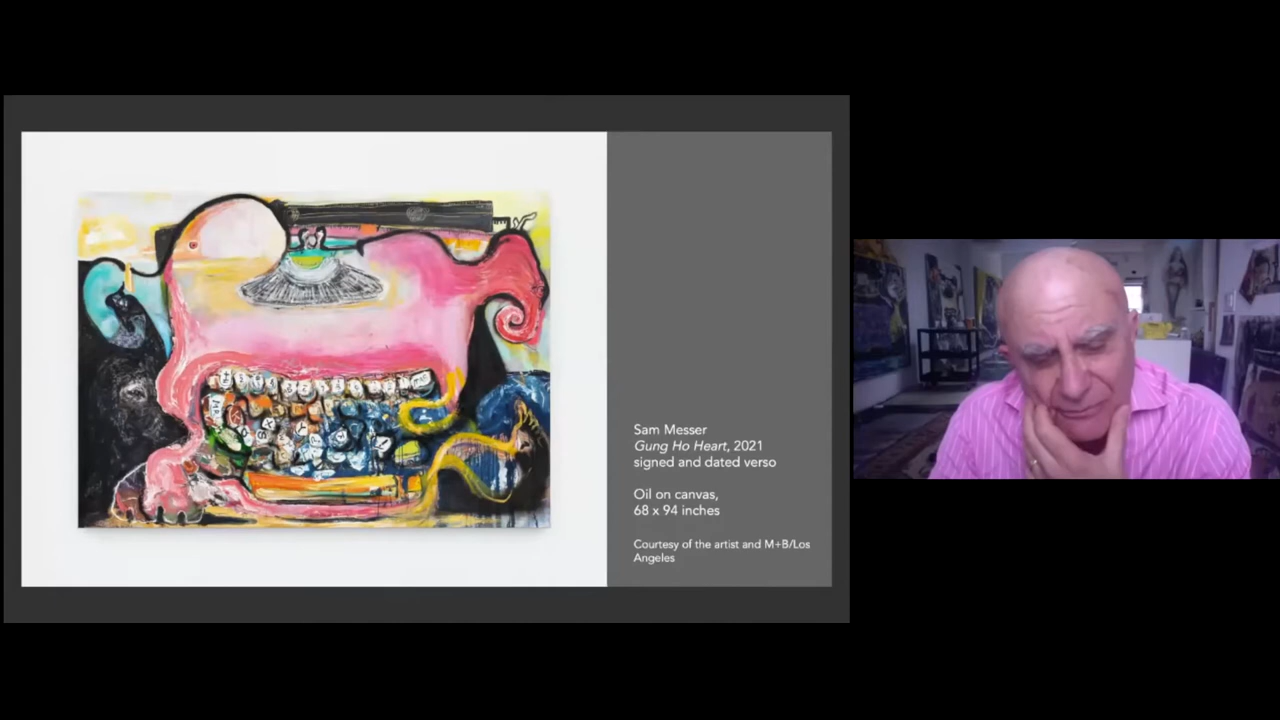 Sam Messer
Gung Ho Heart, 2021
signed and dated verso
Oil on canvas,
68 x 94 inches
Courtesy of the artist and M+B/Los
Angeles